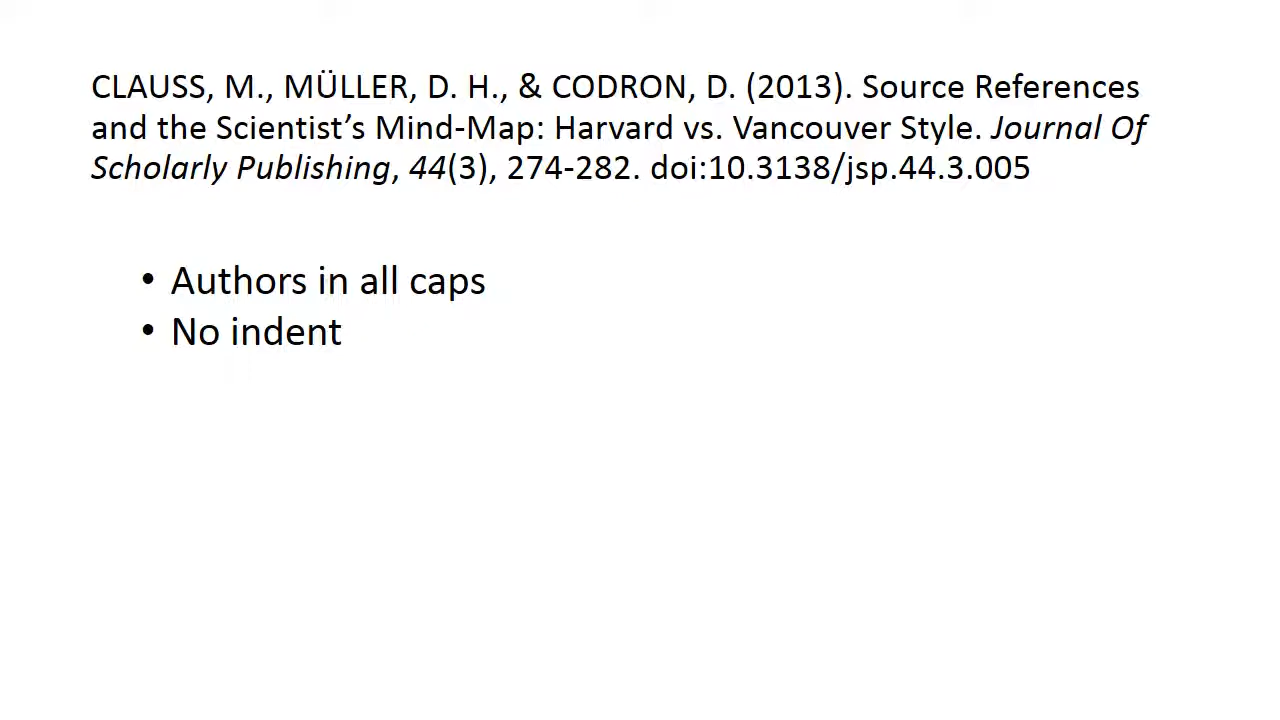 CLAUSS, M., MÜLLER, D. H., & CODRON, D. (2013). Source References
and the Scientist’s Mind-Map: Harvard vs. Vancouver Style. Journal Of
Scholarly Publishing, 44(3), 274-282. doi:10.3138/jsp.44.3.005
• Authors in all caps
• No indent